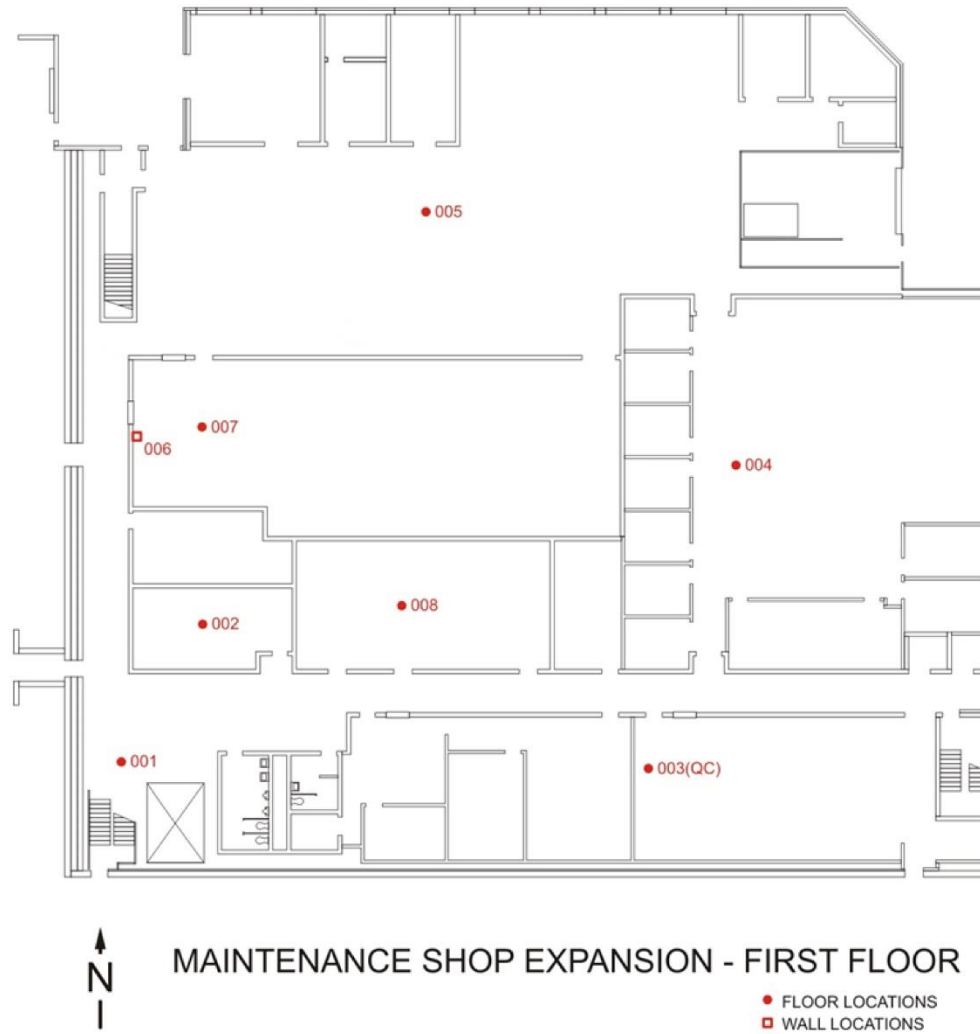 005
007
006
004
008
002
001
003(QC)
N
MAINTENANCE SHOP EXPANSION - FIRST FLOOR
FLOOR LOCATIONS
WALL LOCATIONS